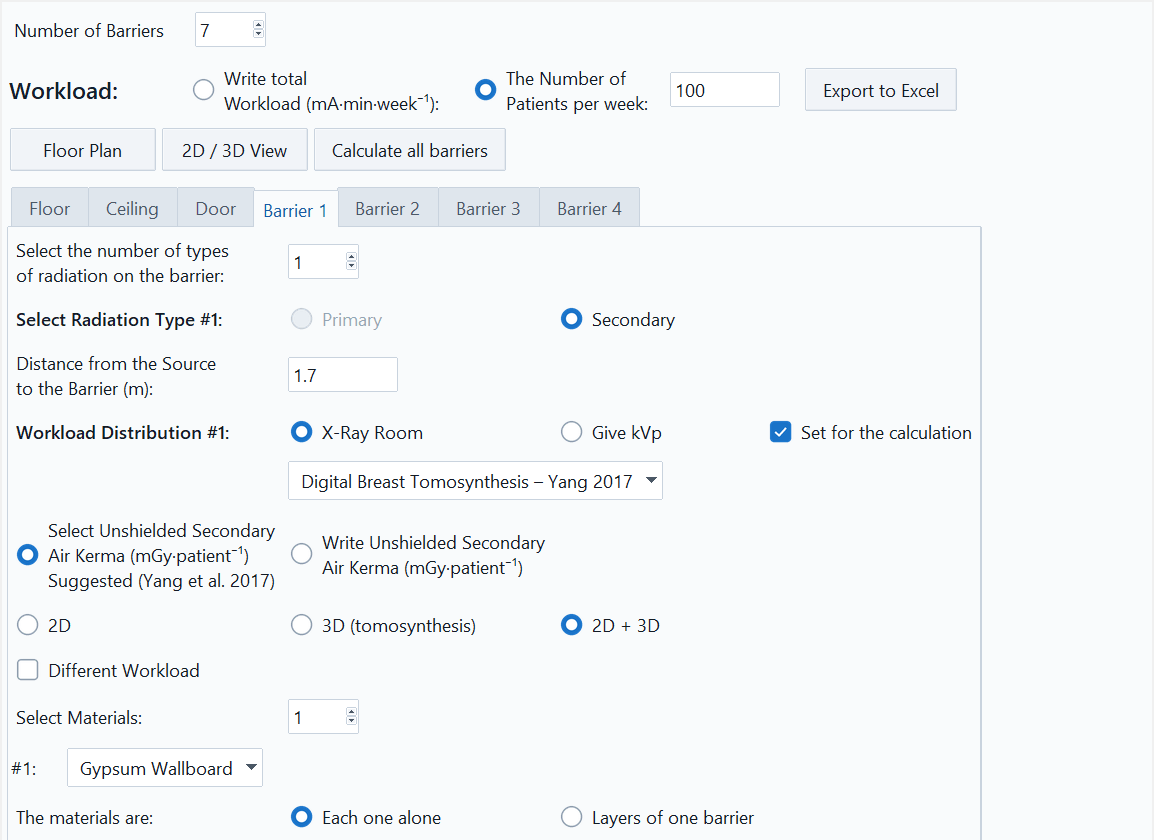 Number of Barriers 7
Workload: Write total Workload (mA·min·week⁻¹): The Number of Patients per week: 100 Export to Excel
Floor Plan 2D / 3D View Calculate all barriers
Floor Ceiling Door Barrier 1 Barrier 2 Barrier 3 Barrier 4
Select the number of types
of radiation on the barrier: 1
Select Radiation Type #1: Primary Secondary
Distance from the Source
to the Barrier (m): 1.7
Workload Distribution #1: X-Ray Room Give kVp Set for the calculation
Digital Breast Tomosynthesis – Yang 2017
Select Unshielded Secondary
Air Kerma (mGy·patient⁻¹)
Suggested (Yang et al. 2017)
Write Unshielded Secondary
Air Kerma (mGy·patient⁻¹)
2D 3D (tomosynthesis) 2D + 3D
Different Workload
Select Materials: 1
#1: Gypsum Wallboard
The materials are: Each one alone Layers of one barrier